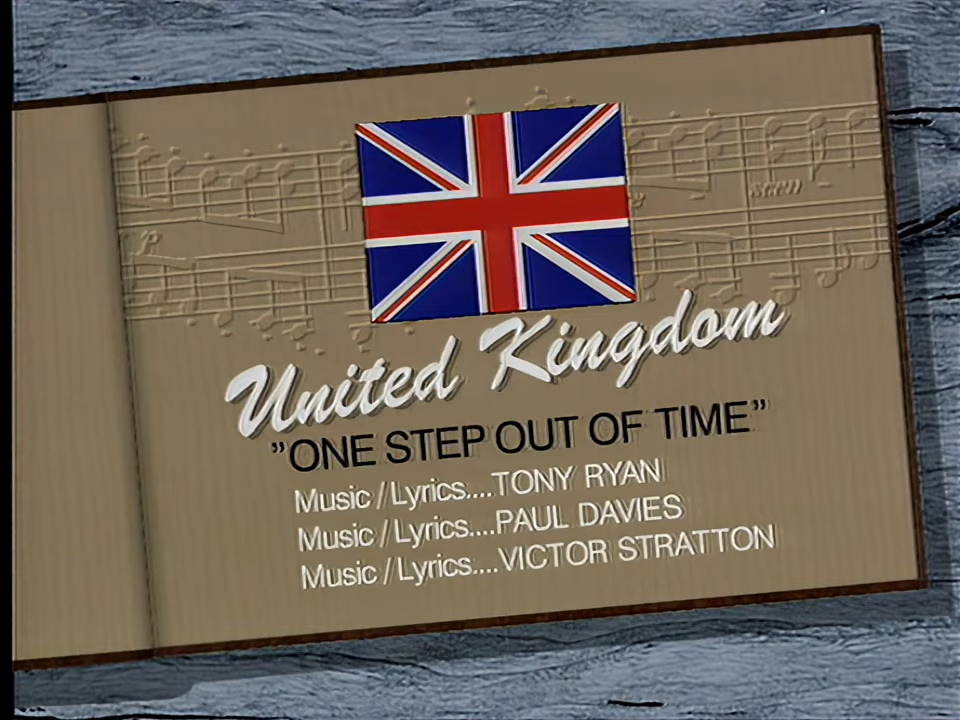 United Kingdom
”ONE STEP OUT OF TIME”
Music / Lyrics....TONY RYAN
Music / Lyrics....PAUL DAVIES
Music / Lyrics....VICTOR STRATTON